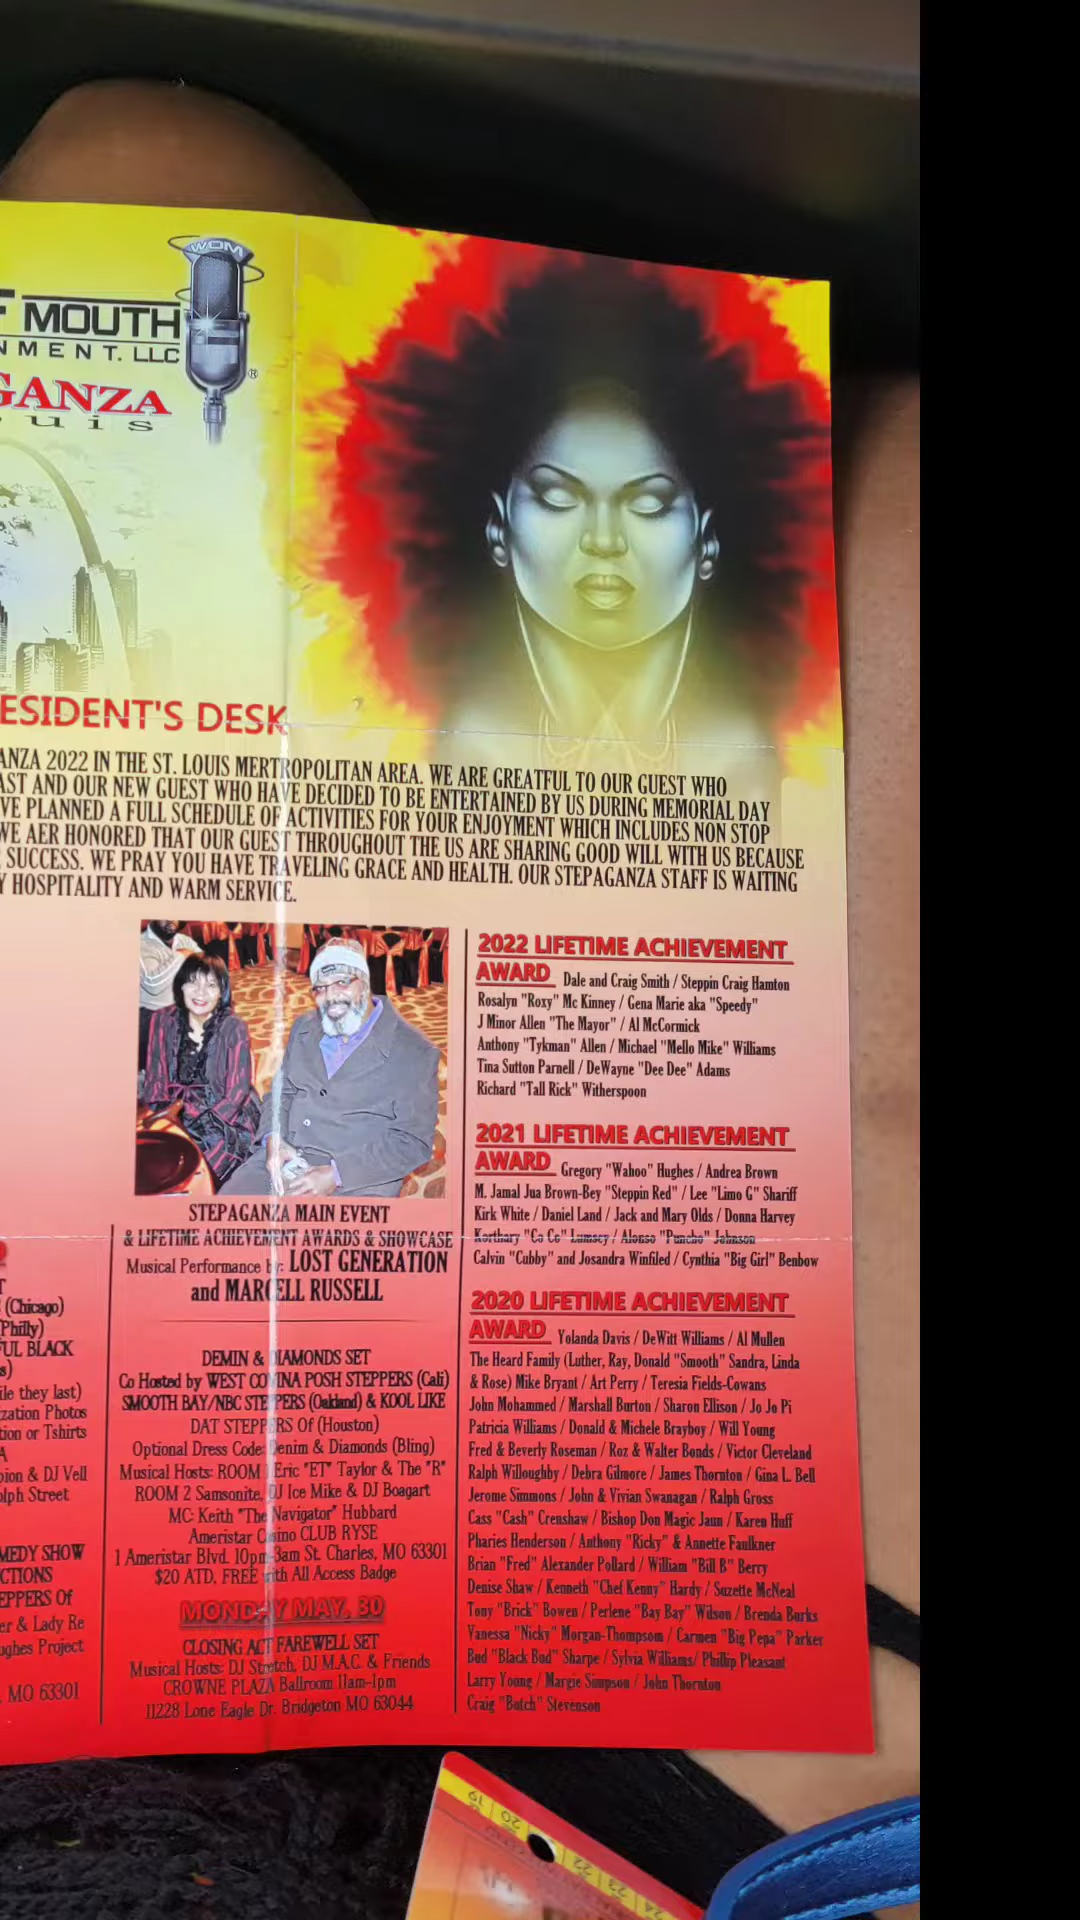 WOM
F MOUTH
NMENT. LLC
®
GANZA
ouis
ESIDENT'S DESK
ANZA 2022 IN THE ST. LOUIS MERTROPOLITAN AREA. WE ARE GREATFUL TO OUR GUEST WHO
AST AND OUR NEW GUEST WHO HAVE DECIDED TO BE ENTERTAINED BY US DURING MEMORIAL DAY
VE PLANNED A FULL SCHEDULE OF ACTIVITIES FOR YOUR ENJOYMENT WHICH INCLUDES NON STOP
WE AER HONORED THAT OUR GUEST THROUGHOUT THE US ARE SHARING GOOD WILL WITH US BECAUSE
SUCCESS. WE PRAY YOU HAVE TRAVELING GRACE AND HEALTH. OUR STEPAGANZA STAFF IS WAITING
Y HOSPITALITY AND WARM SERVICE.
(Chicago)
Philly)
FUL BLACK
s)
ile they last)
zation Photos
tion or Tshirts
A
pion & DJ Vell
olph Street
MEDY SHOW
CTIONS
EPPERS Of
er & Lady Re
ughes Project
, MO 63301
STEPAGANZA MAIN EVENT
& LIFETIME ACHIEVEMENT AWARDS & SHOWCASE
Musical Performance by: LOST GENERATION
and MARCELL RUSSELL
DEMIN & DIAMONDS SET
Co Hosted by WEST COVINA POSH STEPPERS (Cali)
SMOOTH BAY/NBC STEPPERS (Oakland) & KOOL LIKE
DAT STEPPERS Of (Houston)
Optional Dress Code: Denim & Diamonds (Bling)
Musical Hosts: ROOM 1 Eric "ET" Taylor & The "R"
ROOM 2 Samsonite, DJ Ice Mike & DJ Boagart
MC: Keith "The Navigator" Hubbard
Ameristar Casino CLUB RYSE
1 Ameristar Blvd. 10pm-3am St. Charles, MO 63301
$20 ATD, FREE with All Access Badge
MONDAY MAY, 30
CLOSING ACT FAREWELL SET
Musical Hosts: DJ Stretch, DJ M.A.C. & Friends
CROWNE PLAZA Ballroom 11am-1pm
11228 Lone Eagle Dr. Bridgeton MO 63044
2022 LIFETIME ACHIEVEMENT
AWARD Dale and Craig Smith / Steppin Craig Hamton
Rosalyn "Roxy" Mc Kinney / Gena Marie aka "Speedy"
J Minor Allen "The Mayor" / Al McCormick
Anthony "Tykman" Allen / Michael "Mello Mike" Williams
Tina Sutton Parnell / DeWayne "Dee Dee" Adams
Richard "Tall Rick" Witherspoon
2021 LIFETIME ACHIEVEMENT
AWARD Gregory "Wahoo" Hughes / Andrea Brown
M. Jamal Jua Brown-Bey "Steppin Red" / Lee "Limo G" Shariff
Kirk White / Daniel Land / Jack and Mary Olds / Donna Harvey
"Co Co" Lumsey / Alonso "Puncho" Johnson
Calvin "Cubby" and Josandra Winfiled / Cynthia "Big Girl" Benbow
2020 LIFETIME ACHIEVEMENT
AWARD Yolanda Davis / DeWitt Williams / Al Mullen
The Heard Family (Luther, Ray, Donald "Smooth" Sandra, Linda
& Rose) Mike Bryant / Art Perry / Teresia Fields-Cowans
John Mohammed / Marshall Burton / Sharon Ellison / Jo Jo Pi
Patricia Williams / Donald & Michele Brayboy / Will Young
Fred & Beverly Roseman / Roz & Walter Bonds / Victor Cleveland
Ralph Willoughby / Debra Gilmore / James Thornton / Gina L. Bell
Jerome Simmons / John & Vivian Swanagan / Ralph Gross
Cass "Cash" Crenshaw / Bishop Don Magic Juan / Karen Huff
Pharies Henderson / Anthony "Ricky" & Annette Faulkner
Brian "Fred" Alexander Pollard / William "Bill B" Berry
Denise Shaw / Kenneth "Chef Kenny" Hardy / Suzette McNeal
Tony "Brick" Bowen / Perlene "Bay Bay" Wilson / Brenda Burks
Vanessa "Nicky" Morgan-Thompsom / Carmen "Big Pepa" Parker
Bud "Black Bud" Sharpe / Sylvia Williams/ Phillip Pleasant
Larry Young / Margie Simpson / John Thornton
Craig "Butch" Stevenson
19
20
22
23
24